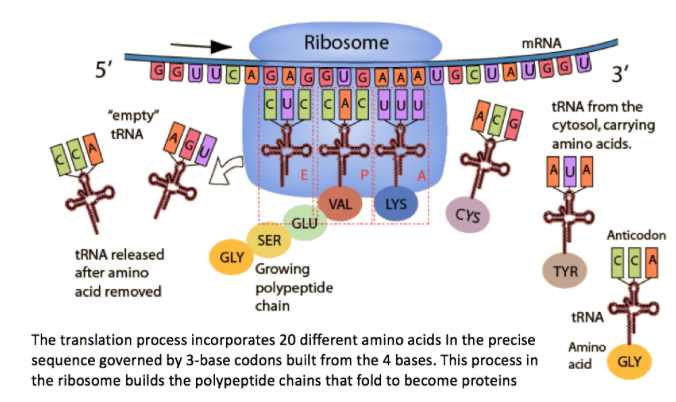 Ribosome
mRNA
5′
G G U U C A G A G G U G A A A U G C U A U G G U
3′
C U C C A C U U U
"empty"
tRNA
C C A
A G U
A C G
tRNA from the
cytosol, carrying
amino acids.
A U A
E P A
VAL
LYS
CYS
GLU
SER
GLY
tRNA released
after amino
acid removed
Growing
polypeptide
chain
TYR
Anticodon
C C A
tRNA
Amino
acid
GLY
The translation process incorporates 20 different amino acids In the precise
sequence governed by 3-base codons built from the 4 bases. This process in
the ribosome builds the polypeptide chains that fold to become proteins